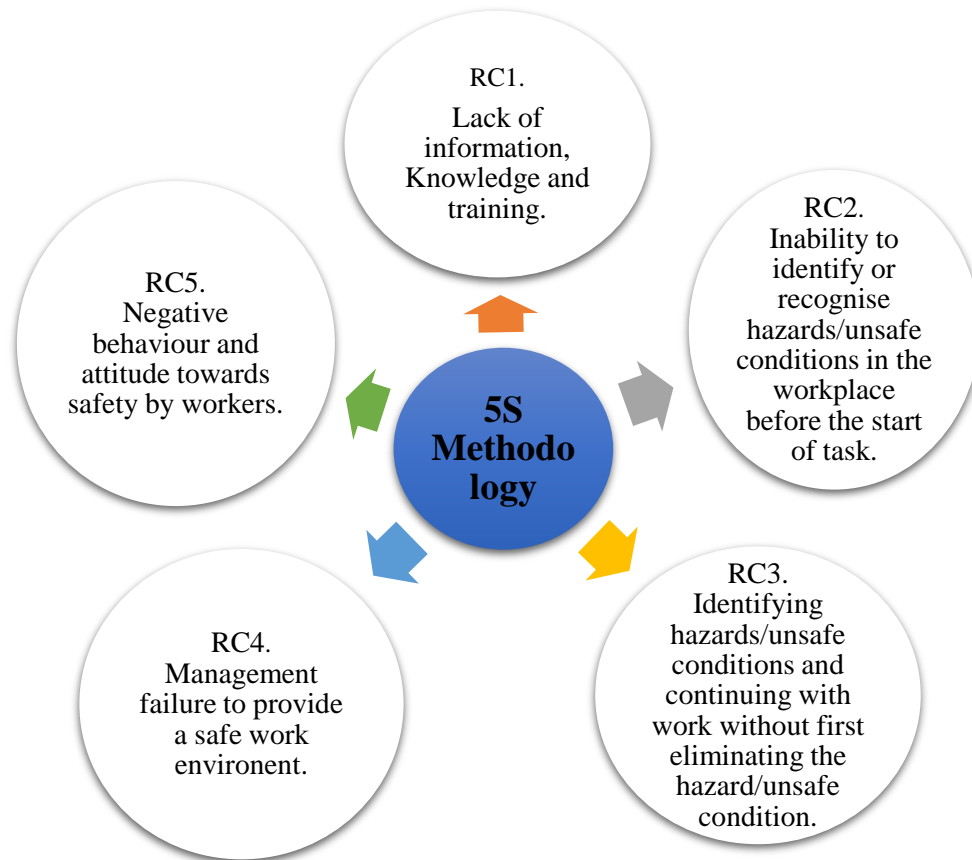 RC1.
Lack of
information,
Knowledge and
training.
RC2.
Inability to
identify or
recognise
hazards/unsafe
conditions in the
workplace
before the start
of task.
RC3.
Identifying
hazards/unsafe
conditions and
continuing with
work without first
eliminating the
hazard/unsafe
condition.
RC4.
Management
failure to provide
a safe work
environent.
RC5.
Negative
behaviour and
attitude towards
safety by workers.
5S
Methodo
logy